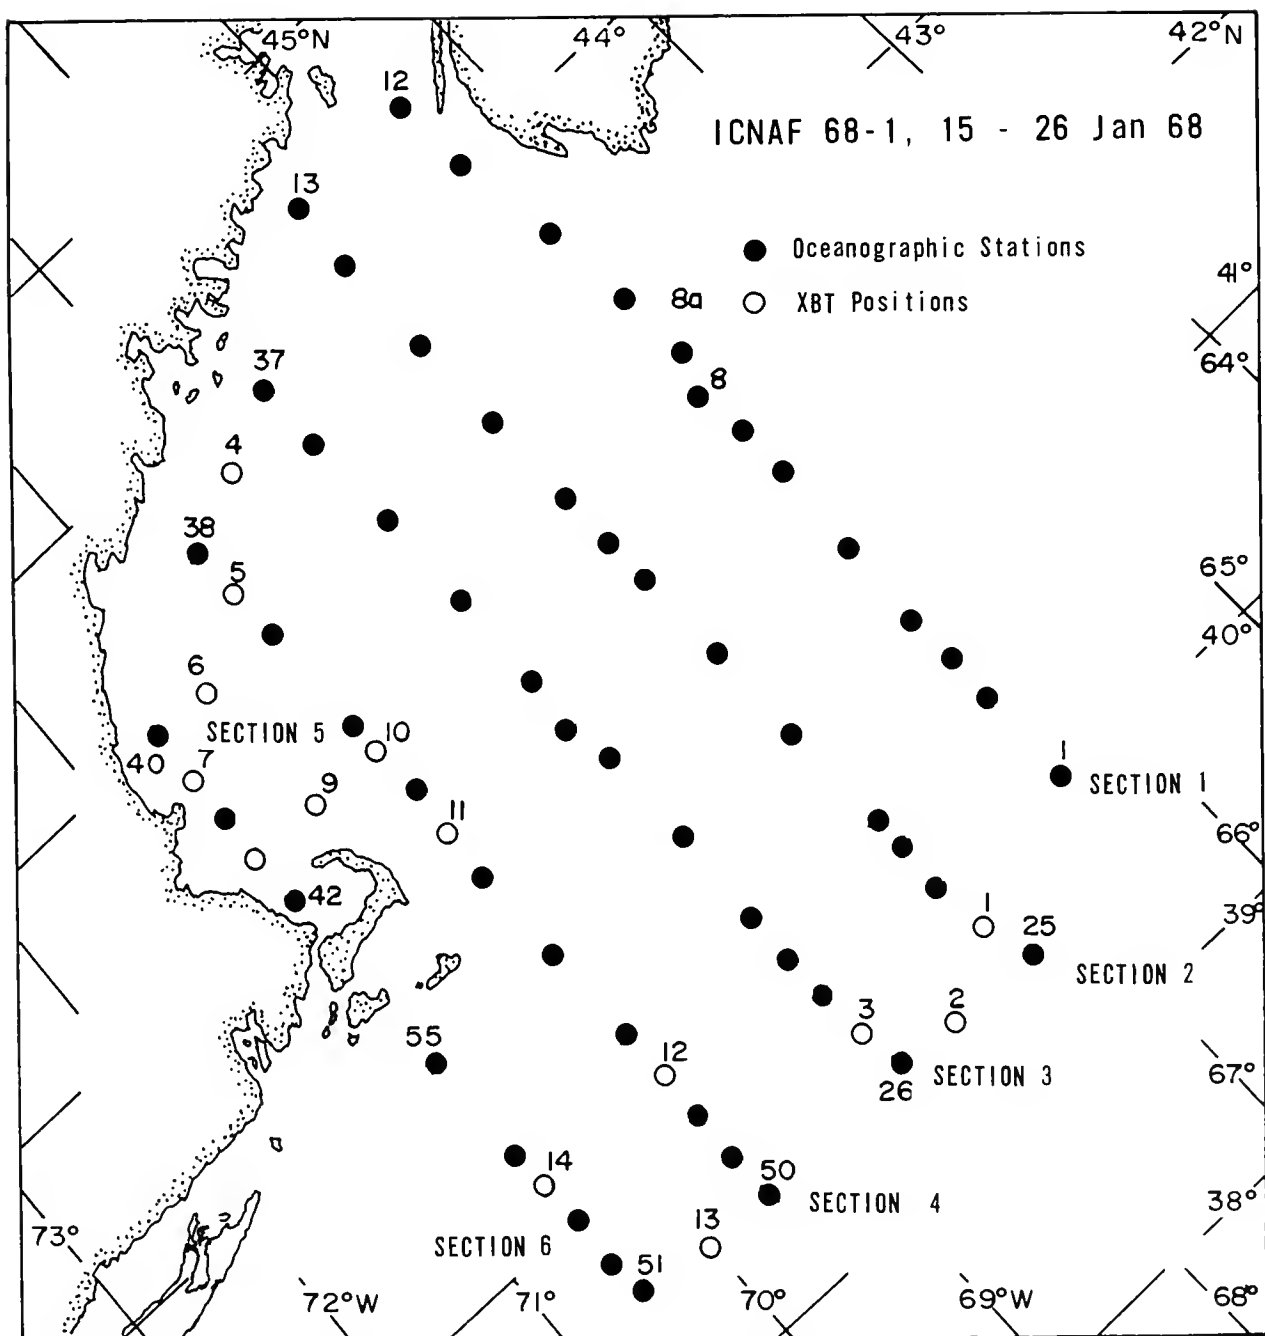 45°N
44°
43°
42°N
12
ICNAF 68-1, 15 - 26 Jan 68
13
Oceanographic Stations
41°
8a
XBT Positions
64°
37
8
4
38
5
65°
40°
6
SECTION 5
10
40
7
9
1
SECTION 1
11
66°
42
39°
1
25
SECTION 2
3
2
55
12
26
SECTION 3
67°
14
50
SECTION 4
38°
13
73°
SECTION 6
51
72°W
71°
70°
69°W
68°